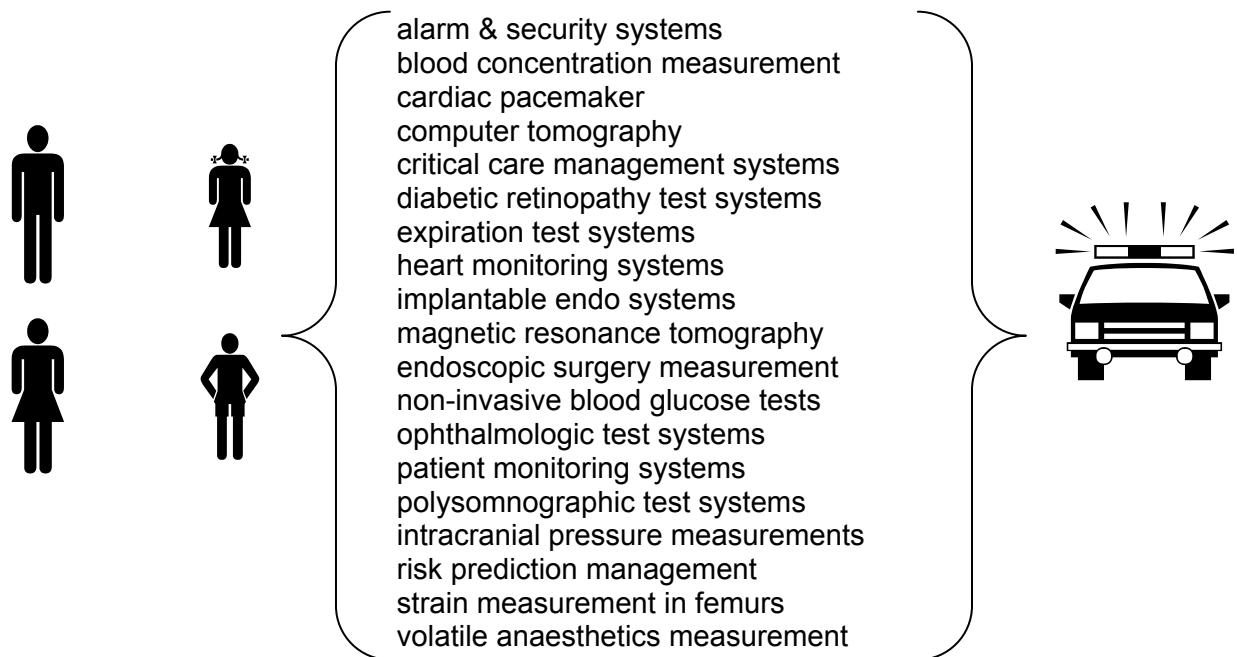 alarm & security systems
blood concentration measurement
cardiac pacemaker
computer tomography
critical care management systems
diabetic retinopathy test systems
expiration test systems
heart monitoring systems
implantable endo systems
magnetic resonance tomography
endoscopic surgery measurement
non-invasive blood glucose tests
ophthalmologic test systems
patient monitoring systems
polysomnographic test systems
intracranial pressure measurements
risk prediction management
strain measurement in femurs
volatile anaesthetics measurement